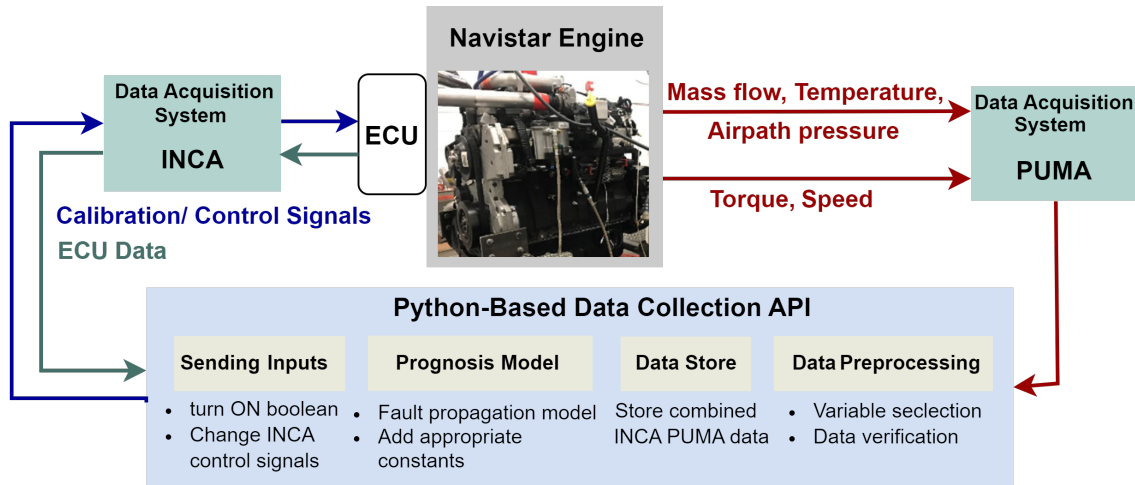 Navistar Engine
Data Acquisition
System
INCA
ECU
Mass flow, Temperature,
Airpath pressure
Torque, Speed
Data Acquisition
System
PUMA
Calibration/ Control Signals
ECU Data
Python-Based Data Collection API
Sending Inputs
• turn ON boolean
• Change INCA
control signals
Prognosis Model
• Fault propagation model
• Add appropriate
constants
Data Store
Store combined
INCA PUMA data
Data Preprocessing
• Variable seclection
• Data verification